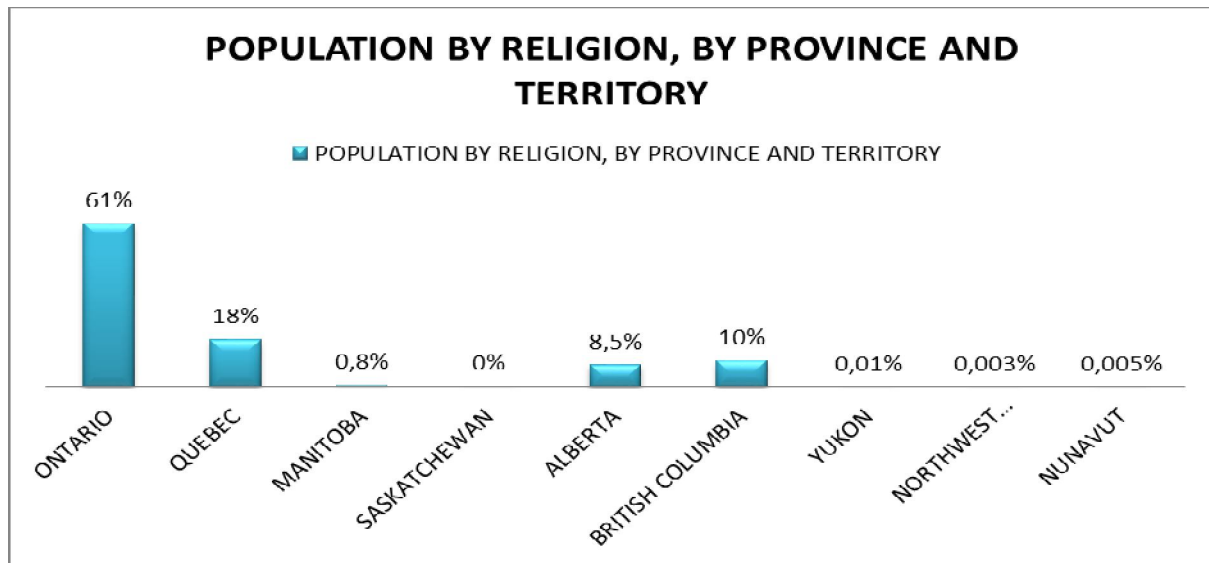 POPULATION BY RELIGION, BY PROVINCE AND
TERRITORY
POPULATION BY RELIGION, BY PROVINCE AND TERRITORY
61%
18%
0,8%
0%
8,5%
10%
0,01%
0,003%
0,005%
ONTARIO
QUEBEC
MANITOBA
SASKATCHEWAN
ALBERTA
BRITISH COLUMBIA
YUKON
NORTHWEST...
NUNAVUT